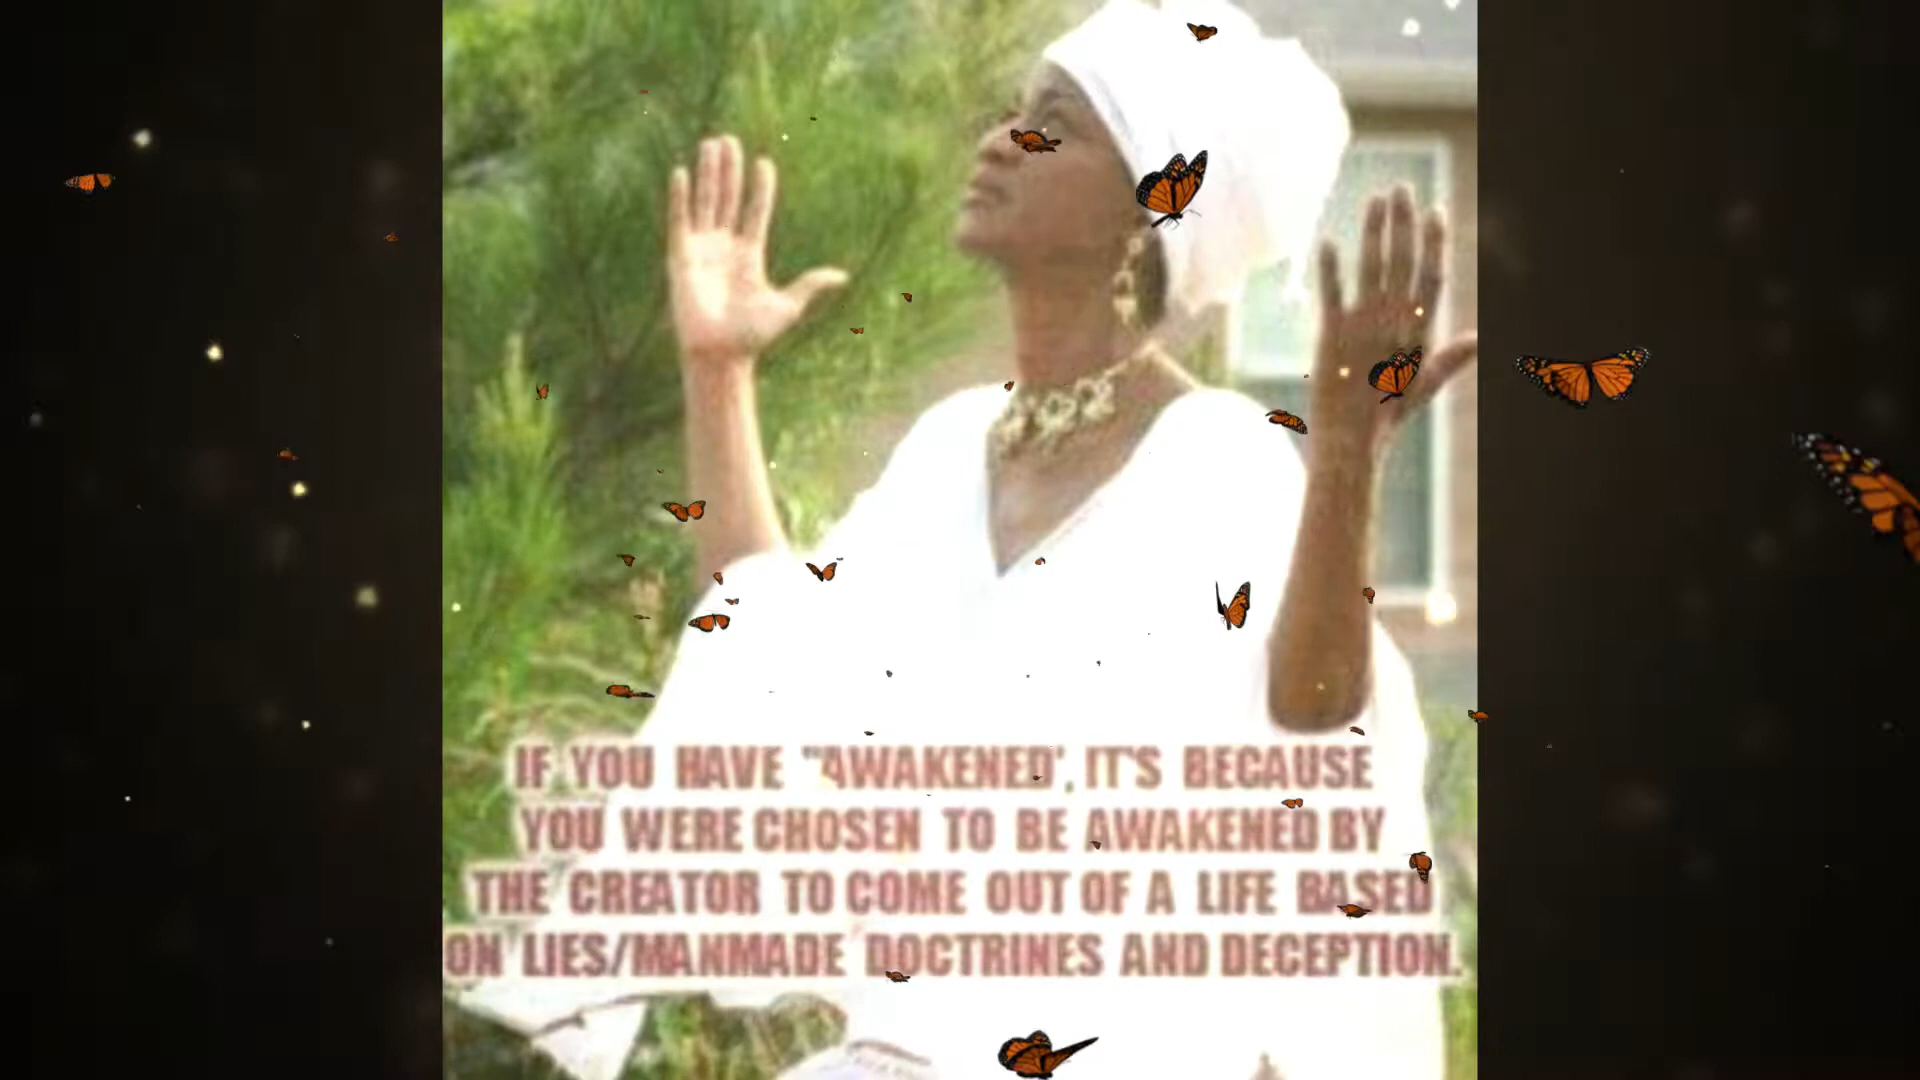 IF YOU HAVE "AWAKENED", IT'S BECAUSE
YOU WERE CHOSEN TO BE AWAKENED BY
THE CREATOR TO COME OUT OF A LIFE BASED
ON LIES/MANMADE DOCTRINES AND DECEPTION.